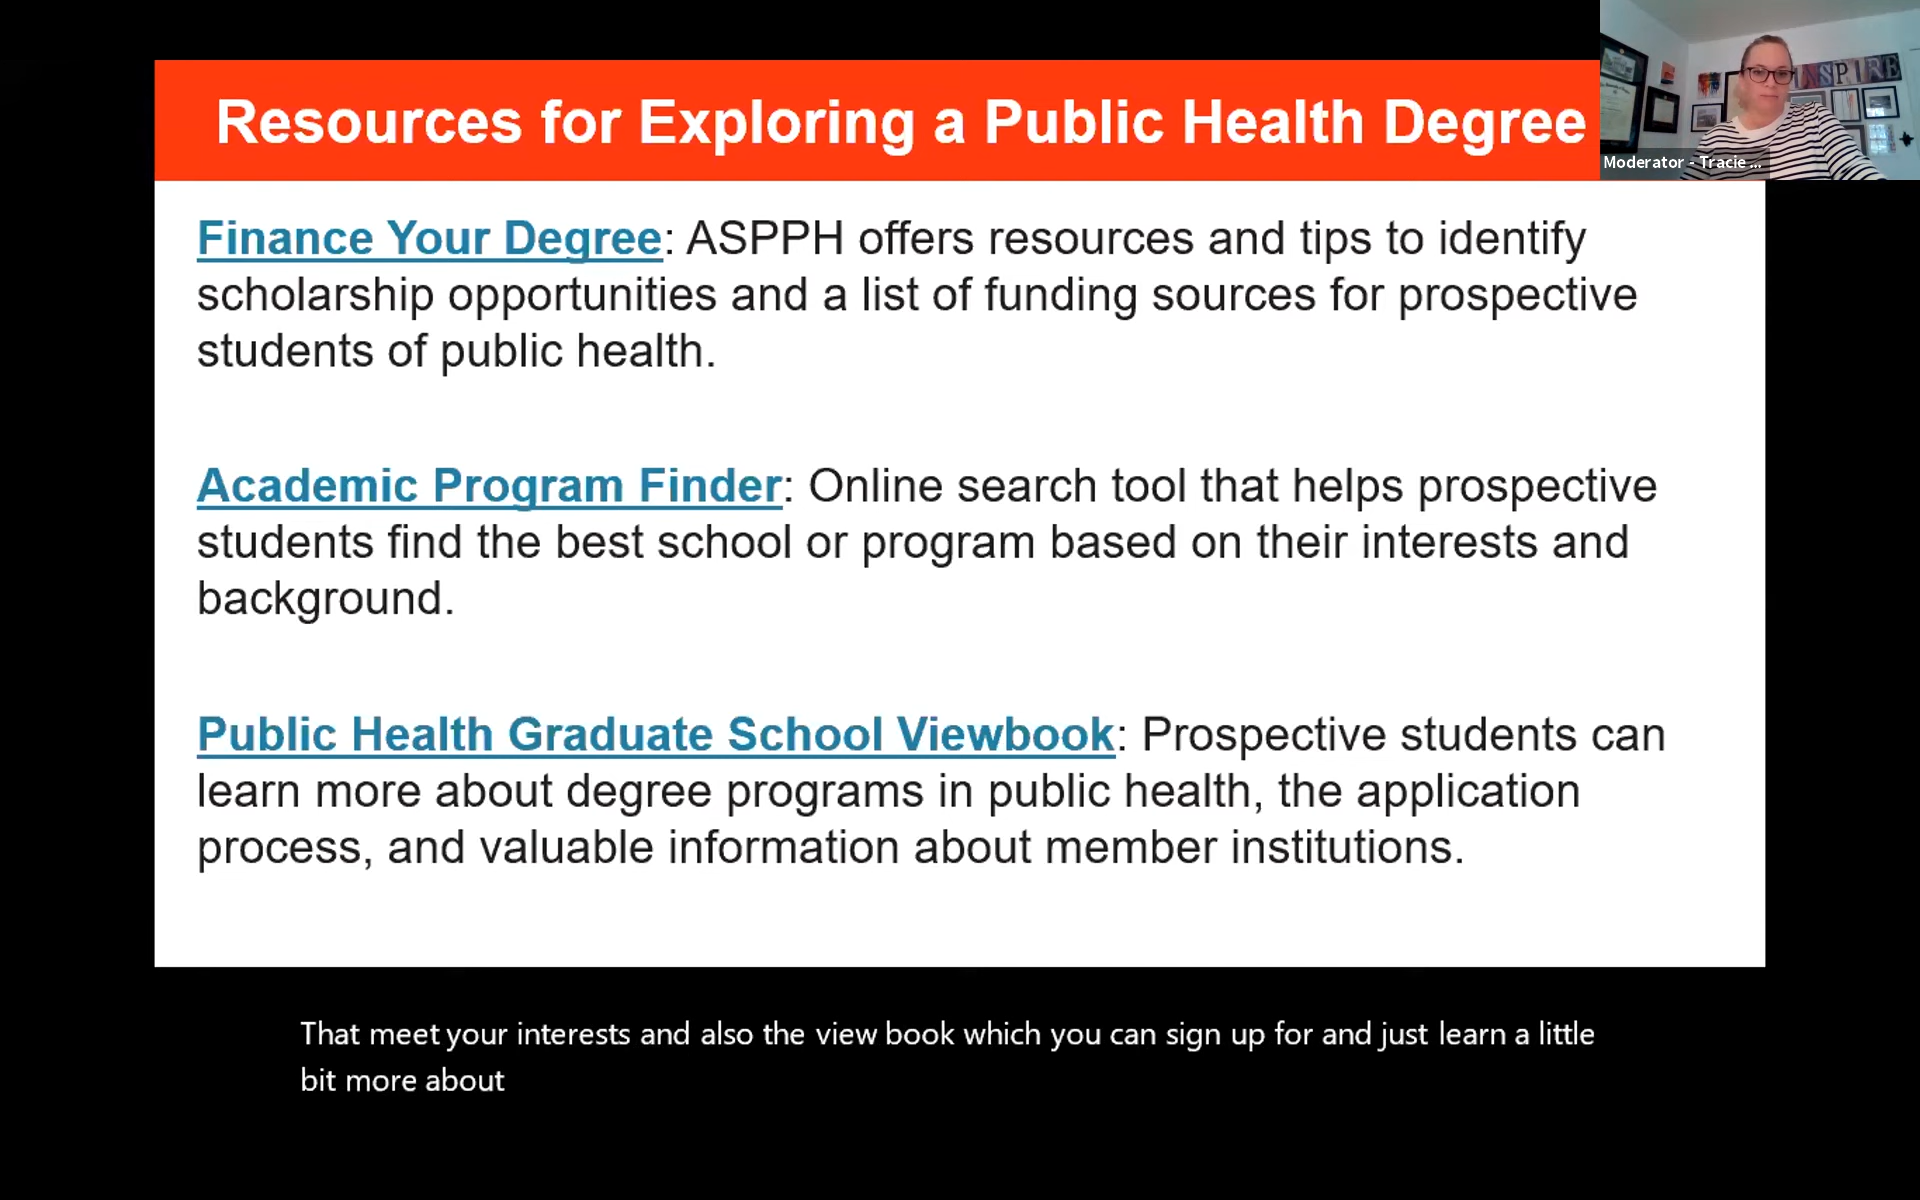 Resources for Exploring a Public Health Degree
INSPIRE
Moderator - Tracie ...
Finance Your Degree: ASPPH offers resources and tips to identify
scholarship opportunities and a list of funding sources for prospective
students of public health.
Academic Program Finder: Online search tool that helps prospective
students find the best school or program based on their interests and
background.
Public Health Graduate School Viewbook: Prospective students can
learn more about degree programs in public health, the application
process, and valuable information about member institutions.
That meet your interests and also the view book which you can sign up for and just learn a little
bit more about